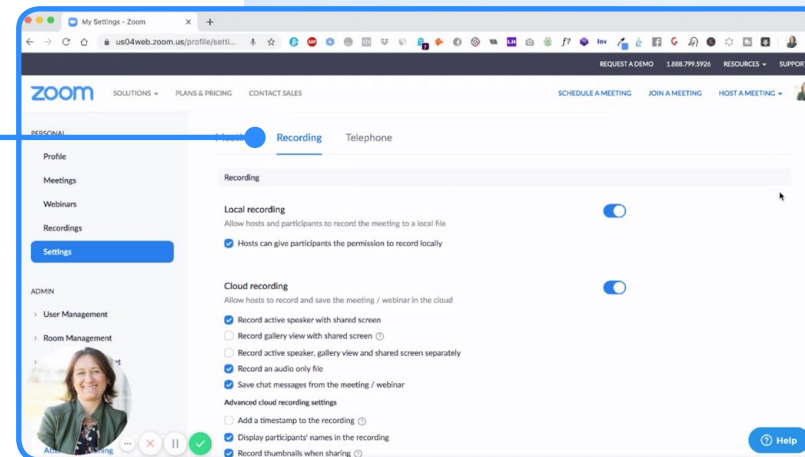 My Settings - Zoom
us04web.zoom.us/profile/setti...
REQUEST A DEMO 1.888.799.5926 RESOURCES SUPPORT
zoom SOLUTIONS PLANS & PRICING CONTACT SALES SCHEDULE A MEETING JOIN A MEETING HOST A MEETING
PERSONAL
Recording Telephone
Profile
Meetings
Webinars
Recordings
Settings
ADMIN
User Management
Room Management
Recording
Local recording
Allow hosts and participants to record the meeting to a local file
Hosts can give participants the permission to record locally
Cloud recording
Allow hosts to record and save the meeting / webinar in the cloud
Record active speaker with shared screen
Record gallery view with shared screen
Record active speaker, gallery view and shared screen separately
Record an audio only file
Save chat messages from the meeting / webinar
Advanced cloud recording settings
Add a timestamp to the recording
Display participants' names in the recording
Record thumbnails when sharing
Help